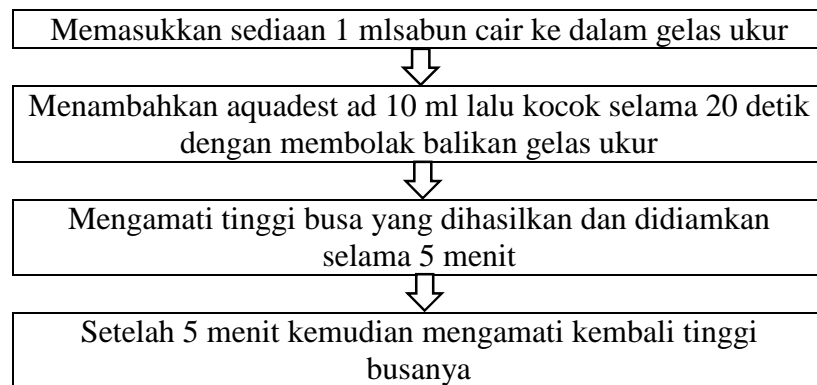 Memasukkan sediaan 1 mlsabun cair ke dalam gelas ukur
Menambahkan aquadest ad 10 ml lalu kocok selama 20 detik
dengan membolak balikan gelas ukur
Mengamati tinggi busa yang dihasilkan dan didiamkan
selama 5 menit
Setelah 5 menit kemudian mengamati kembali tinggi
busanya